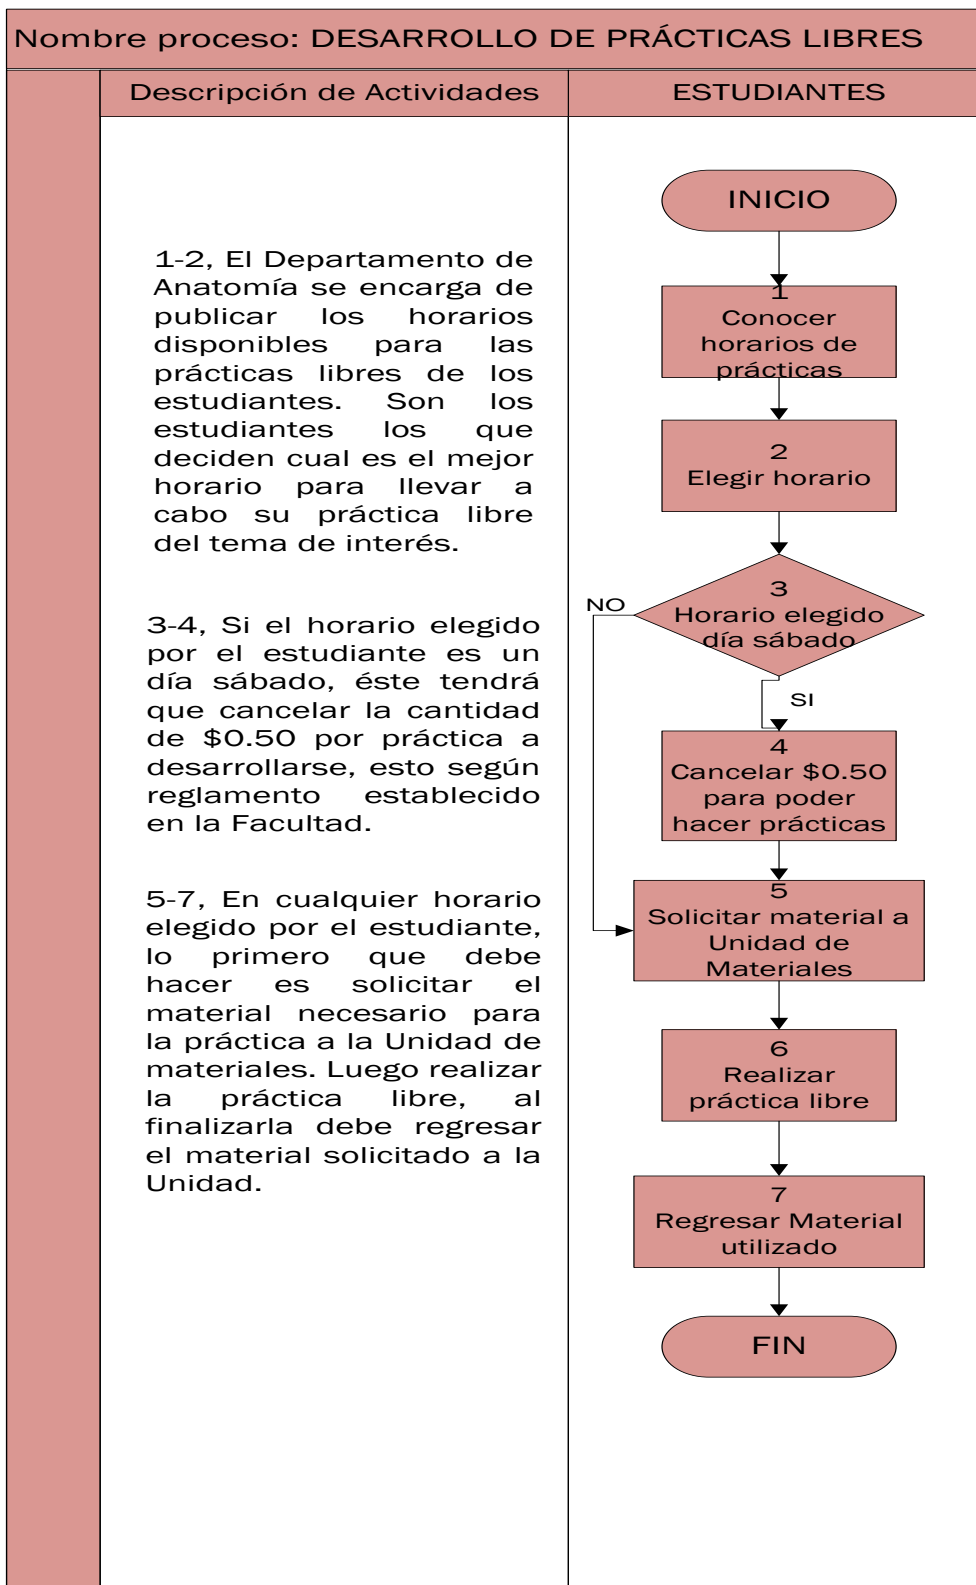 Nombre proceso: DESARROLLO DE PRÁCTICAS LIBRES
Descripción de Actividades
ESTUDIANTES
1-2, El Departamento de
Anatomía se encarga de
publicar los horarios
disponibles para las
prácticas libres de los
estudiantes. Son los
estudiantes los que
deciden cual es el mejor
horario para llevar a
cabo su práctica libre
del tema de interés.
3-4, Si el horario elegido
por el estudiante es un
día sábado, éste tendrá
que cancelar la cantidad
de $0.50 por práctica a
desarrollarse, esto según
reglamento establecido
en la Facultad.
5-7, En cualquier horario
elegido por el estudiante,
lo primero que debe
hacer es solicitar el
material necesario para
la práctica a la Unidad de
materiales. Luego realizar
la práctica libre, al
finalizarla debe regresar
el material solicitado a la
Unidad.
INICIO
1
Conocer
horarios de
prácticas
2
Elegir horario
3
Horario elegido
día sábado
NO
SI
4
Cancelar $0.50
para poder
hacer prácticas
5
Solicitar material a
Unidad de
Materiales
6
Realizar
práctica libre
7
Regresar Material
utilizado
FIN